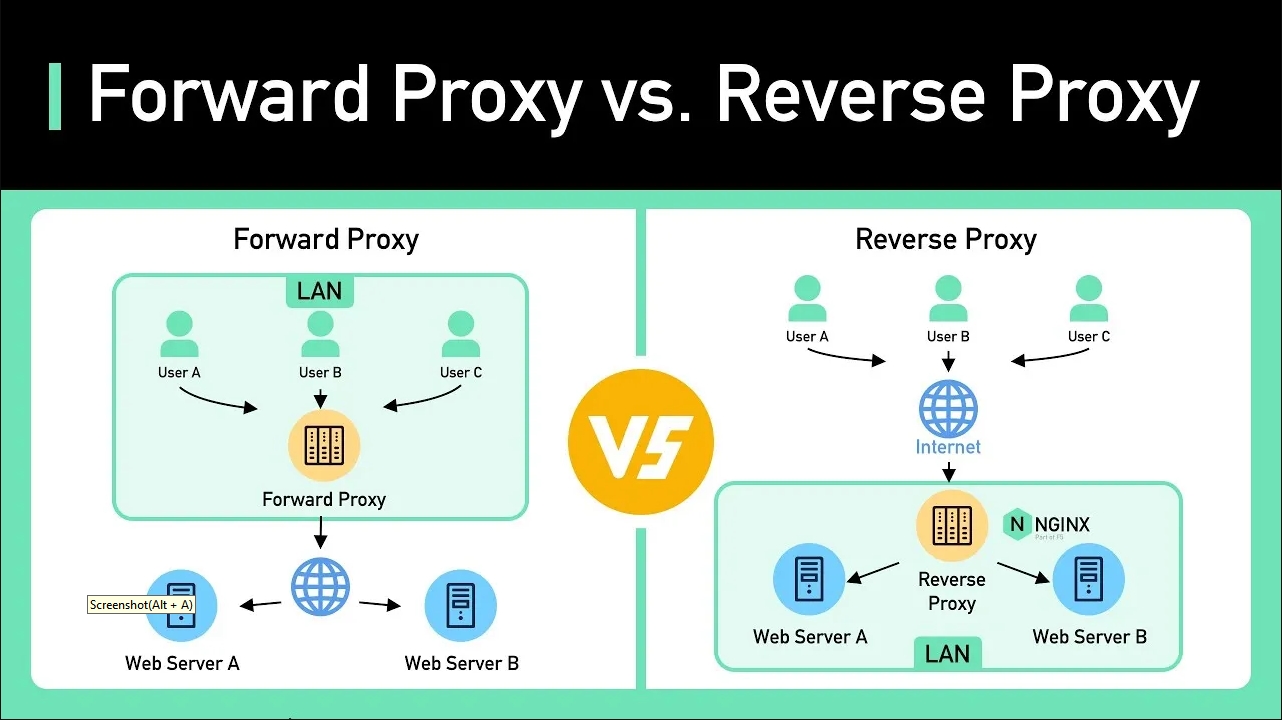 Forward Proxy vs. Reverse Proxy
Forward Proxy
LAN
User A
User B
User C
Forward Proxy
Screenshot(Alt + A)
Web Server A
Web Server B
VS
Reverse Proxy
User A
User B
User C
Internet
N NGINX
Part of F5
Reverse
Proxy
Web Server A
Web Server B
LAN